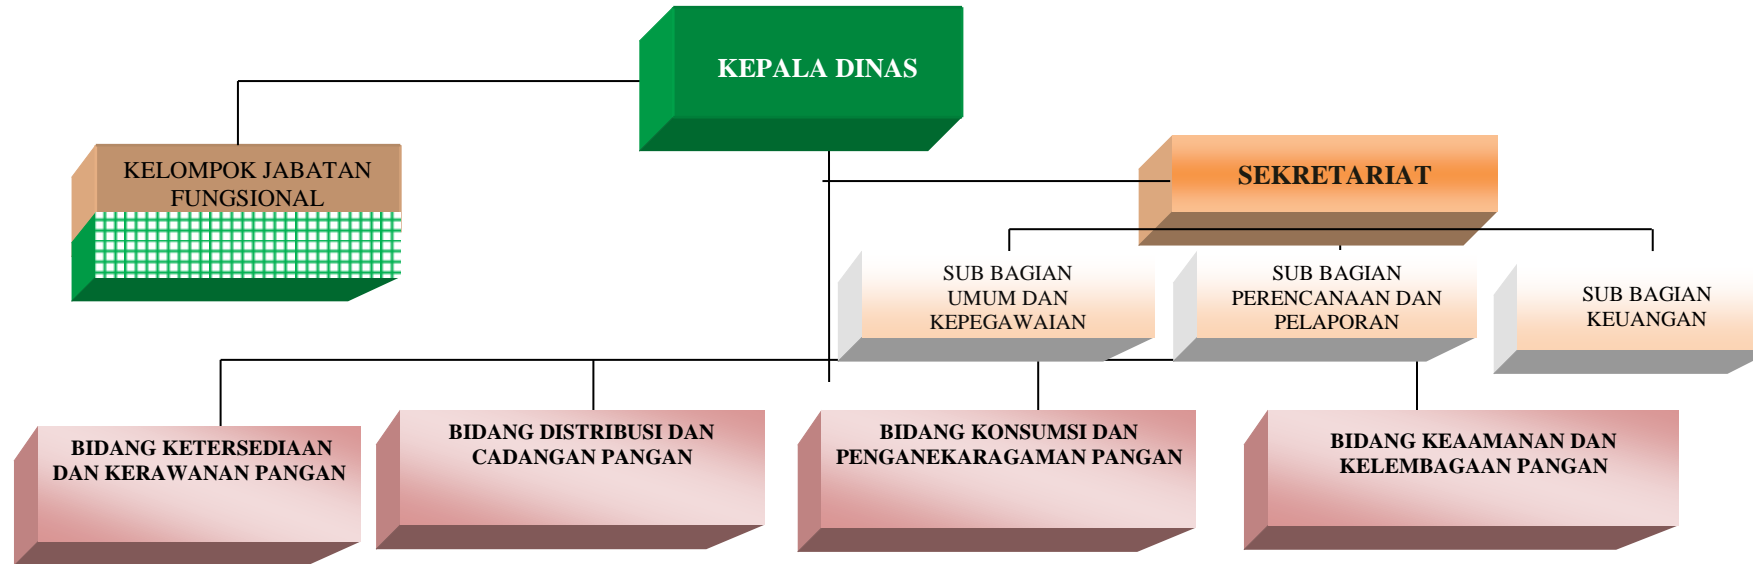 KEPALA DINAS
KELOMPOK JABATAN
FUNGSIONAL
SEKRETARIAT
SUB BAGIAN
UMUM DAN
KEPEGAWAIAN
SUB BAGIAN
PERENCANAAN DAN
PELAPORAN
SUB BAGIAN
KEUANGAN
BIDANG KETERSEDIAAN
DAN KERAWANAN PANGAN
BIDANG DISTRIBUSI DAN
CADANGAN PANGAN
BIDANG KONSUMSI DAN
PENGANEKARAGAMAN PANGAN
BIDANG KEAAMANAN DAN
KELEMBAGAAN PANGAN